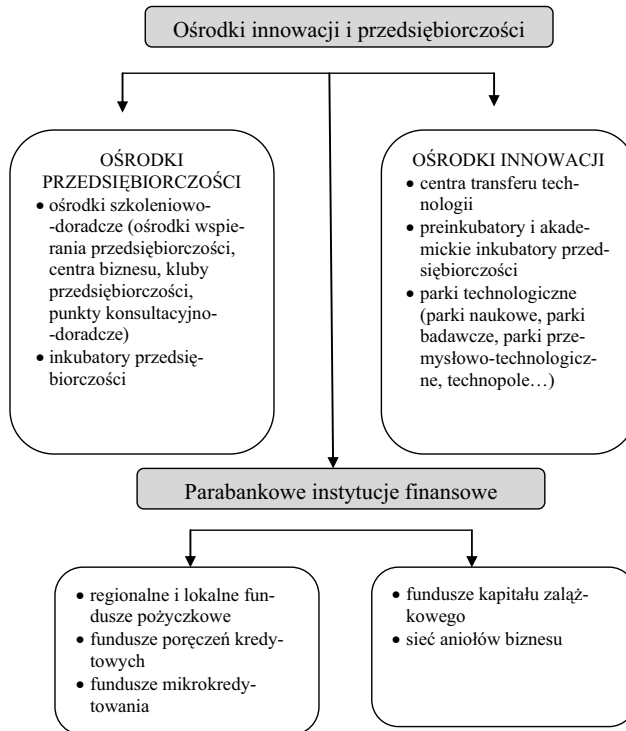 Ośrodki innowacji i przedsiębiorczości
OŚRODKI
PRZEDSIĘBIORCZOŚCI
• ośrodki szkoleniowo-
-doradcze (ośrodki wspie-
rania przedsiębiorczości,
centra biznesu, kluby
przedsiębiorczości,
punkty konsultacyjno-
-doradcze)
• inkubatory przedsię-
biorczości
OŚRODKI INNOWACJI
• centra transferu tech-
nologii
• preinkubatory i akade-
mickie inkubatory przed-
siębiorczości
• parki technologiczne
(parki naukowe, parki
badawcze, parki prze-
mysłowo-technologicz-
ne, technopole…)
Parabankowe instytucje finansowe
• regionalne i lokalne fun-
dusze pożyczkowe
• fundusze poręczeń kredy-
towych
• fundusze mikrokredy-
towania
• fundusze kapitału zaląż-
kowego
• sieć aniołów biznesu